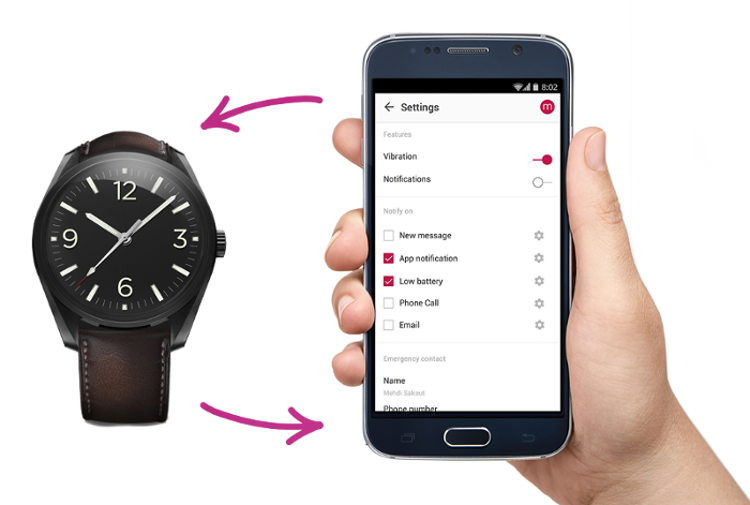 12
9
3
6
8:02
Settings
m
Features
Vibration
Notifications
Notify on
New message
App notification
Low battery
Phone Call
Email
Emergency contact
Name
Mehdi Sakout
Phone number